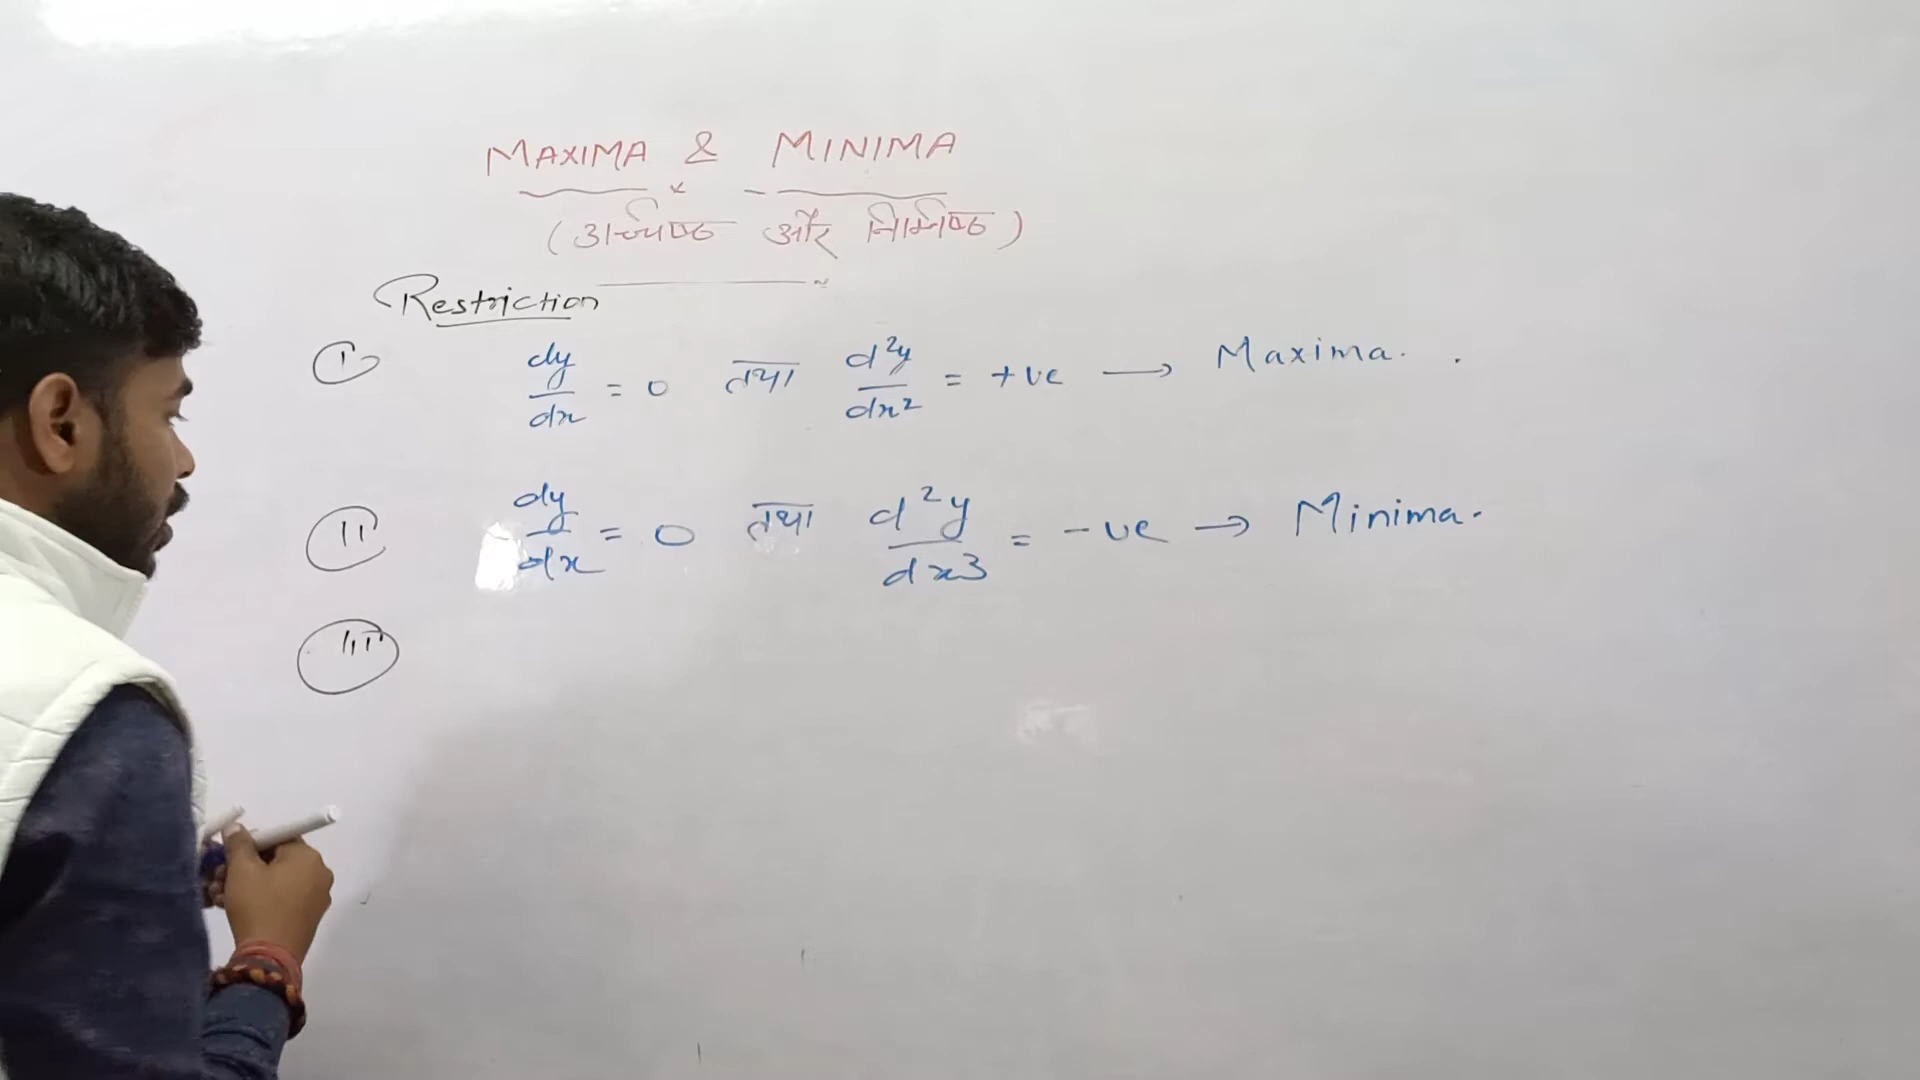 MAXIMA & MINIMA
(उच्चिष्ठ और निम्निष्ठ)
Restriction
(I) dy/dx = 0 तथा d²y/dx² = +ve → Maxima.
(II) dy/dx = 0 तथा d²y/dx3 = -ve → Minima.
(III)